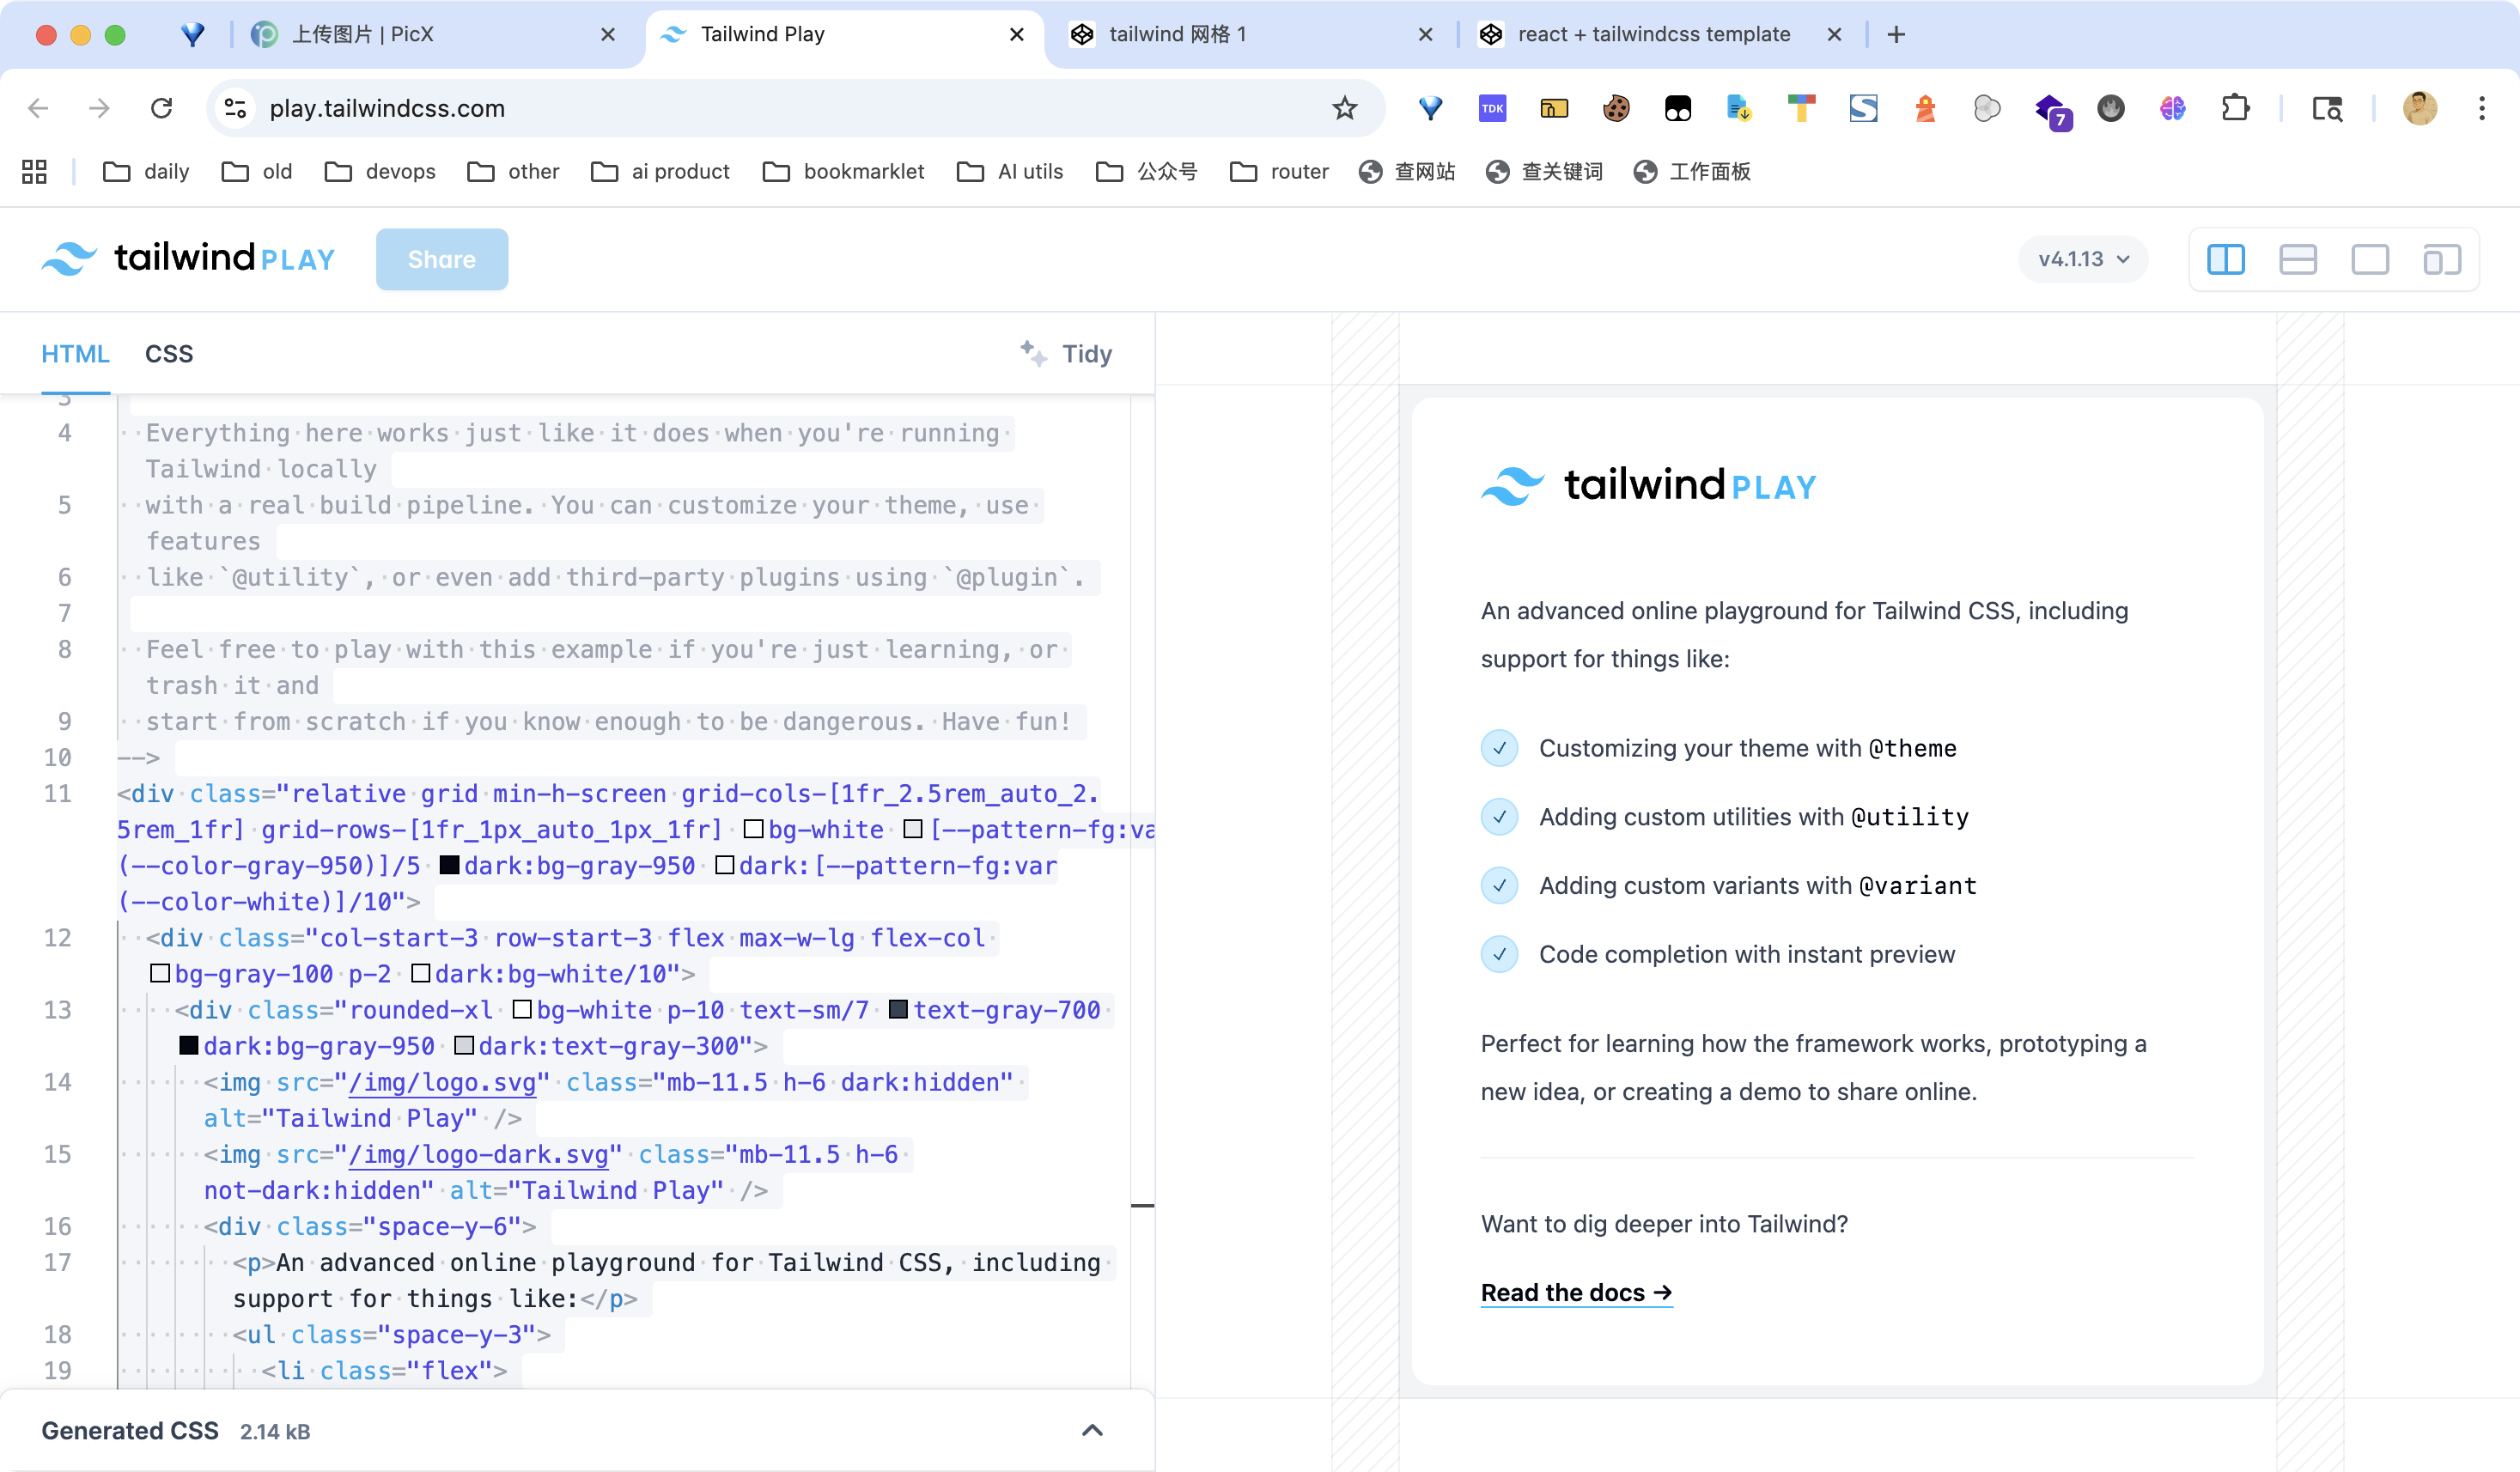 上传图片 | PicX
Tailwind Play
tailwind 网格 1
react + tailwindcss template
play.tailwindcss.com
TDK
7
daily
old
devops
other
ai product
bookmarklet
AI utils
公众号
router
查网站
查关键词
工作面板
tailwind PLAY
Share
v4.1.13
HTML
CSS
Tidy
3
4 Everything here works just like it does when you're running
Tailwind locally
5 with a real build pipeline. You can customize your theme, use
features
6 like `@utility`, or even add third-party plugins using `@plugin`.
7
8 Feel free to play with this example if you're just learning, or
trash it and
9 start from scratch if you know enough to be dangerous. Have fun!
10 -->
11 <div class="relative grid min-h-screen grid-cols-[1fr_2.5rem_auto_2.
5rem_1fr] grid-rows-[1fr_1px_auto_1px_1fr] bg-white [--pattern-fg:va
(--color-gray-950)]/5 dark:bg-gray-950 dark:[--pattern-fg:var
(--color-white)]/10">
12 <div class="col-start-3 row-start-3 flex max-w-lg flex-col
bg-gray-100 p-2 dark:bg-white/10">
13 <div class="rounded-xl bg-white p-10 text-sm/7 text-gray-700
dark:bg-gray-950 dark:text-gray-300">
14 <img src="/img/logo.svg" class="mb-11.5 h-6 dark:hidden"
alt="Tailwind Play" />
15 <img src="/img/logo-dark.svg" class="mb-11.5 h-6
not-dark:hidden" alt="Tailwind Play" />
16 <div class="space-y-6">
17 <p>An advanced online playground for Tailwind CSS, including
support for things like:</p>
18 <ul class="space-y-3">
19 <li class="flex">
Generated CSS 2.14 kB
tailwind PLAY
An advanced online playground for Tailwind CSS, including
support for things like:
Customizing your theme with @theme
Adding custom utilities with @utility
Adding custom variants with @variant
Code completion with instant preview
Perfect for learning how the framework works, prototyping a
new idea, or creating a demo to share online.
Want to dig deeper into Tailwind?
Read the docs →